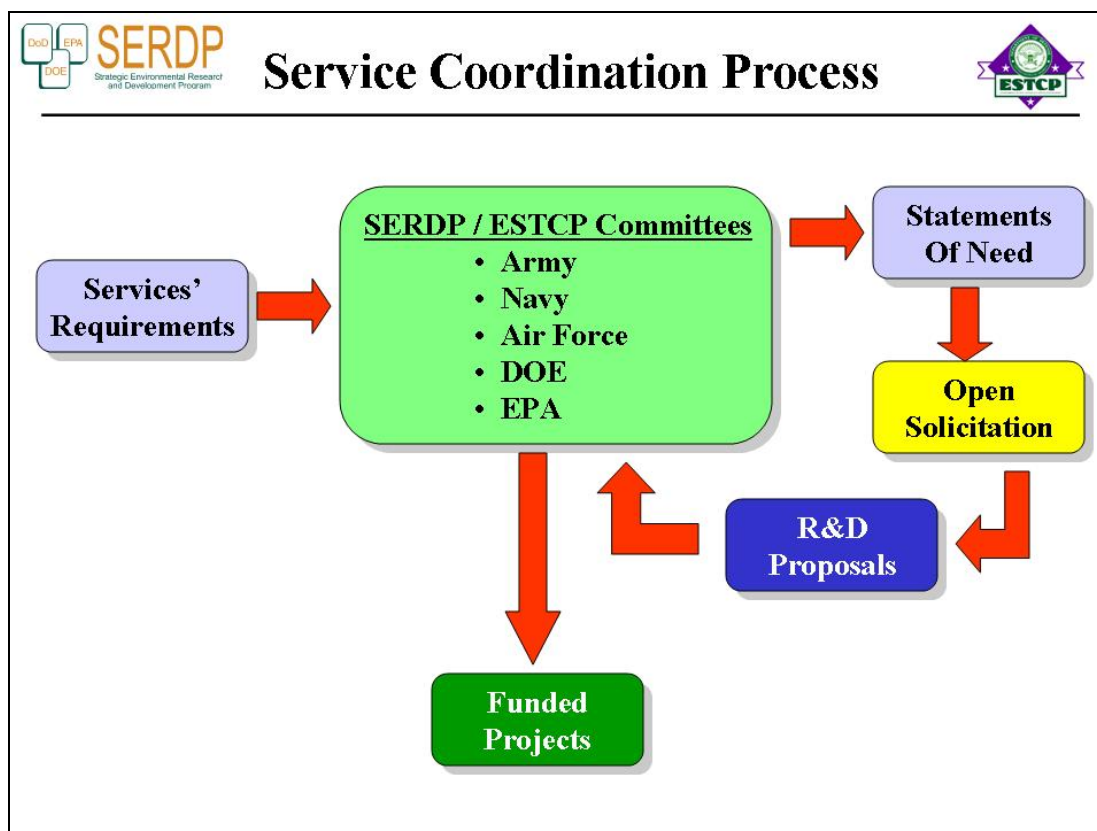 DoD
EPA
DOE
SERDP
Strategic Environmental Research
and Development Program
Service Coordination Process
ESTCP
SERDP / ESTCP Committees
• Army
• Navy
• Air Force
• DOE
• EPA
Services’
Requirements
Statements
Of Need
Open
Solicitation
R&D
Proposals
Funded
Projects